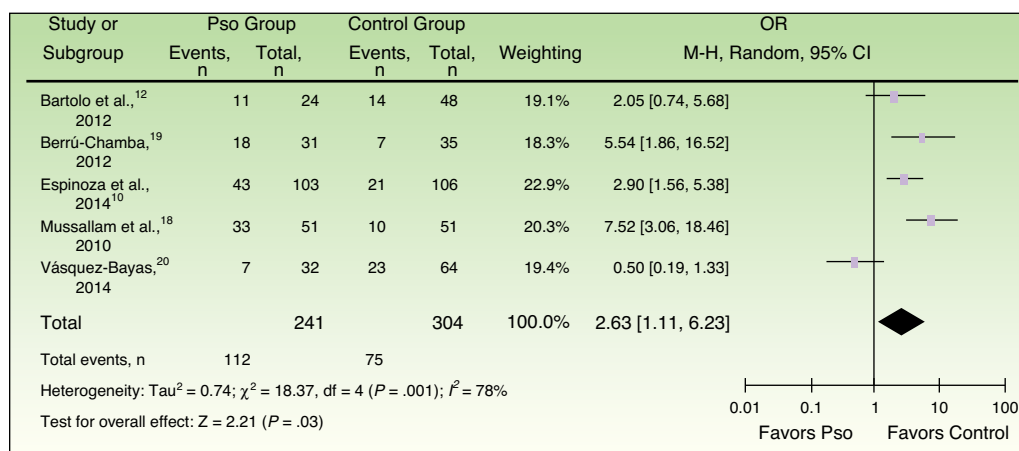 Study or Pso Group Control Group OR
Subgroup Events, Total, Events, Total, Weighting M-H, Random, 95% CI
n n n n
Bartolo et al.,12 11 24 14 48 19.1% 2.05 [0.74, 5.68]
2012
Berrú-Chamba,19 18 31 7 35 18.3% 5.54 [1.86, 16.52]
2012
Espinoza et al., 43 103 21 106 22.9% 2.90 [1.56, 5.38]
201410
Mussallam et al.,18 33 51 10 51 20.3% 7.52 [3.06, 18.46]
2010
Vásquez-Bayas,20 7 32 23 64 19.4% 0.50 [0.19, 1.33]
2014
Total 241 304 100.0% 2.63 [1.11, 6.23]
Total events, n 112 75
Heterogeneity: Tau2 = 0.74; χ2 = 18.37, df = 4 (P = .001); I2 = 78%
Test for overall effect: Z = 2.21 (P = .03)
0.01 0.1 1 10 100
Favors Pso Favors Control